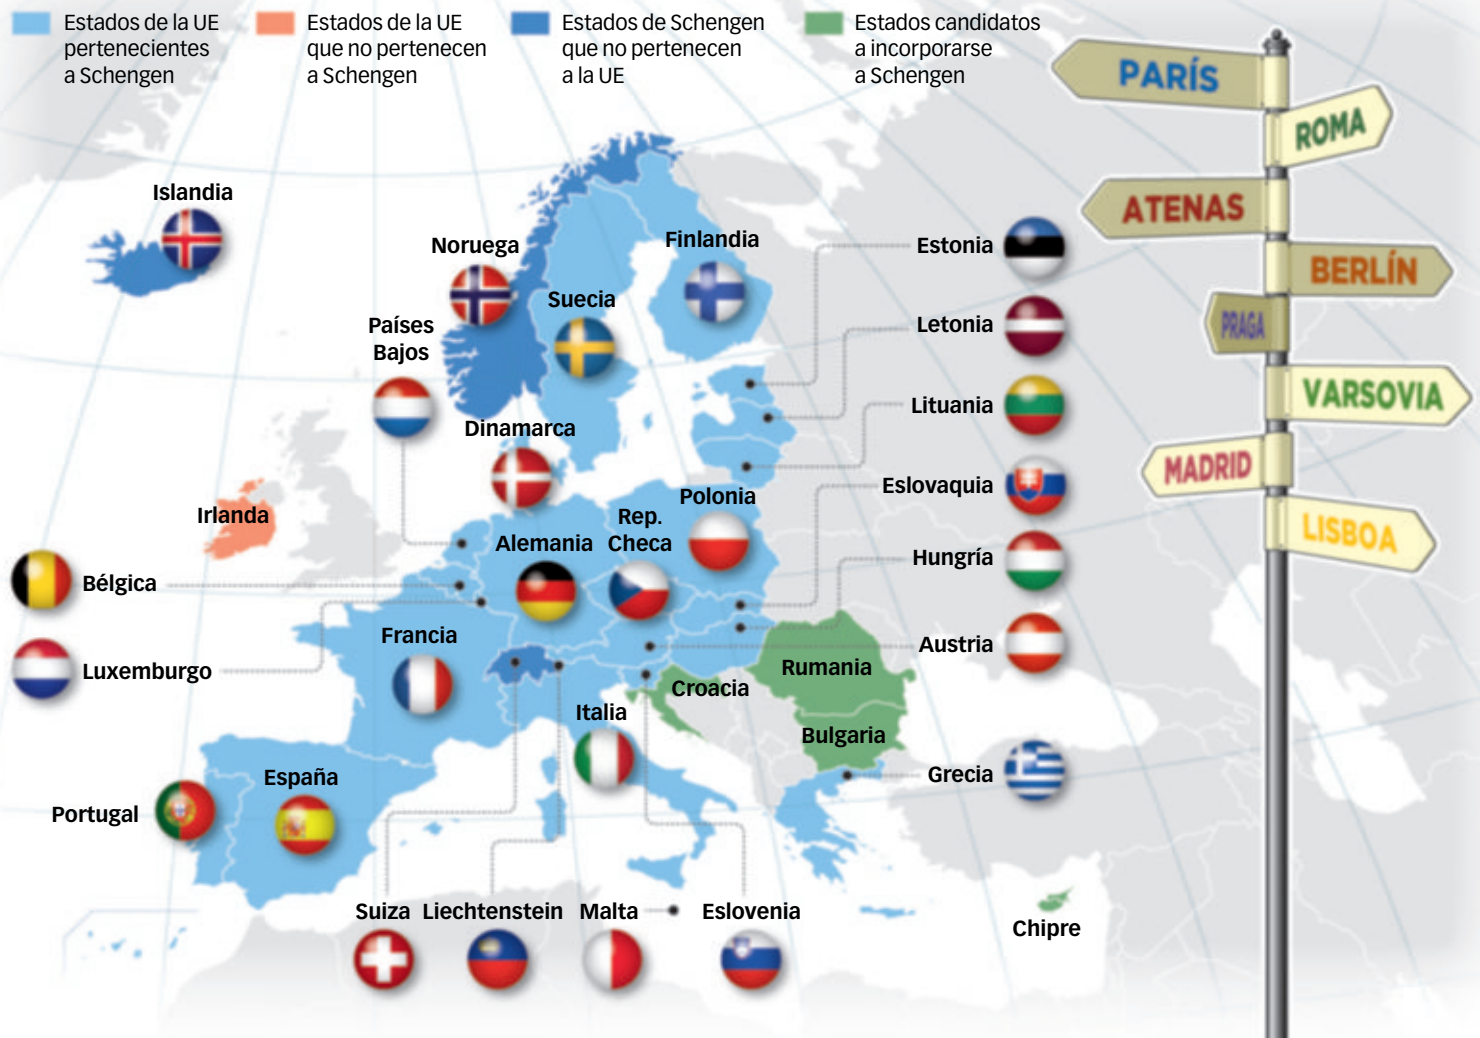 Estados de la UE
pertenecientes
a Schengen
Estados de la UE
que no pertenecen
a Schengen
Estados de Schengen
que no pertenecen
a la UE
Estados candidatos
a incorporarse
a Schengen
PARÍS
ROMA
ATENAS
BERLÍN
PRAGA
VARSOVIA
MADRID
LISBOA
Islandia
Noruega
Finlandia
Suecia
Países
Bajos
Dinamarca
Estonia
Letonia
Lituania
Eslovaquia
Polonia
Irlanda
Rep.
Checa
Alemania
Hungría
Bélgica
Francia
Austria
Luxemburgo
Rumania
Croacia
Italia
Bulgaria
España
Grecia
Portugal
Suiza
Liechtenstein
Malta
Eslovenia
Chipre